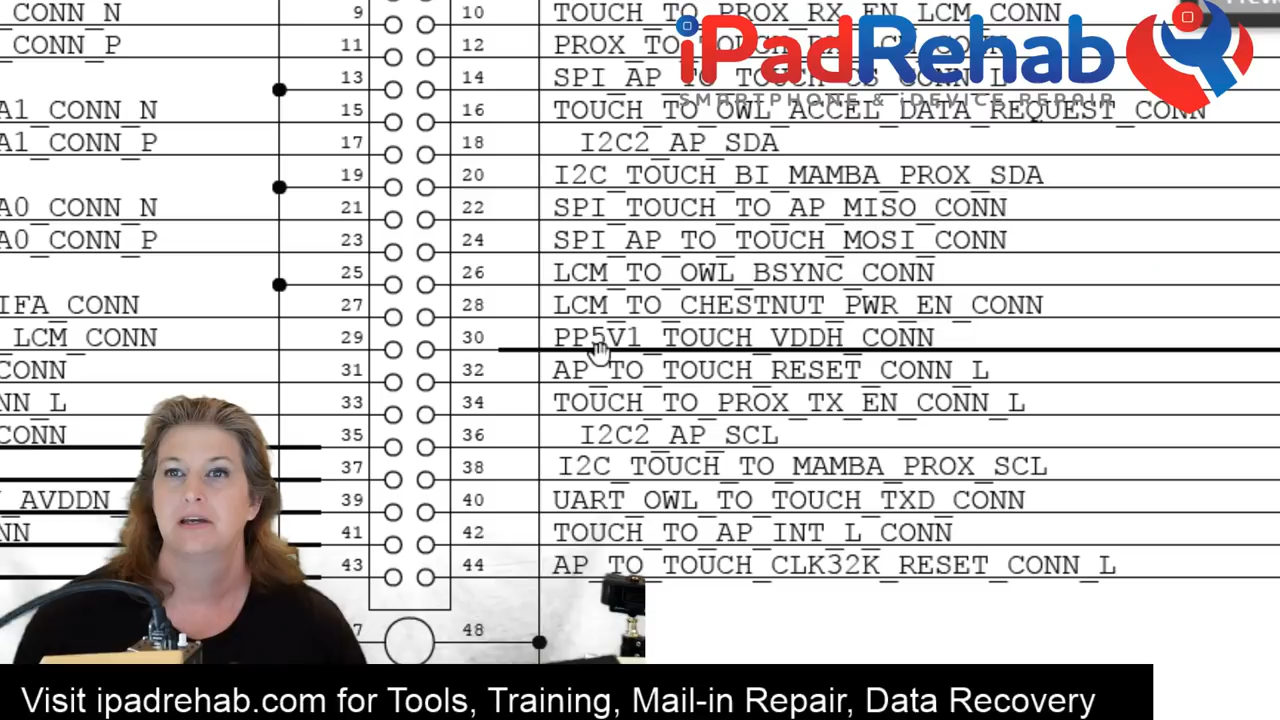 CONN_N 9 10 TOUCH_TO_PROX_RX_EN_LCM_CONN
CONN_P 11 12 PROX_TO
13 14 SPI_AP_TO_TOUCH_CS_CONN_L
A1_CONN_N 15 16 TOUCH_TO_OWL_ACCEL_DATA_REQUEST_CONN
A1_CONN_P 17 18 I2C2_AP_SDA
19 20 I2C_TOUCH_BI_MAMBA_PROX_SDA
A0_CONN_N 21 22 SPI_TOUCH_TO_AP_MISO_CONN
A0_CONN_P 23 24 SPI_AP_TO_TOUCH_MOSI_CONN
25 26 LCM_TO_OWL_BSYNC_CONN
IFA_CONN 27 28 LCM_TO_CHESTNUT_PWR_EN_CONN
LCM_CONN 29 30 PP5V1_TOUCH_VDDH_CONN
CONN 31 32 AP_TO_TOUCH_RESET_CONN_L
NN_L 33 34 TOUCH_TO_PROX_TX_EN_CONN_L
CONN 35 36 I2C2_AP_SCL
37 38 I2C_TOUCH_TO_MAMBA_PROX_SCL
_AVDDN_ 39 40 UART_OWL_TO_TOUCH_TXD_CONN
NN 41 42 TOUCH_TO_AP_INT_L_CONN
43 44 AP_TO_TOUCH_CLK32K_RESET_CONN_L
7 48
iPadRehab
SMARTPHONE & iDEVICE REPAIR
Visit ipadrehab.com for Tools, Training, Mail-in Repair, Data Recovery